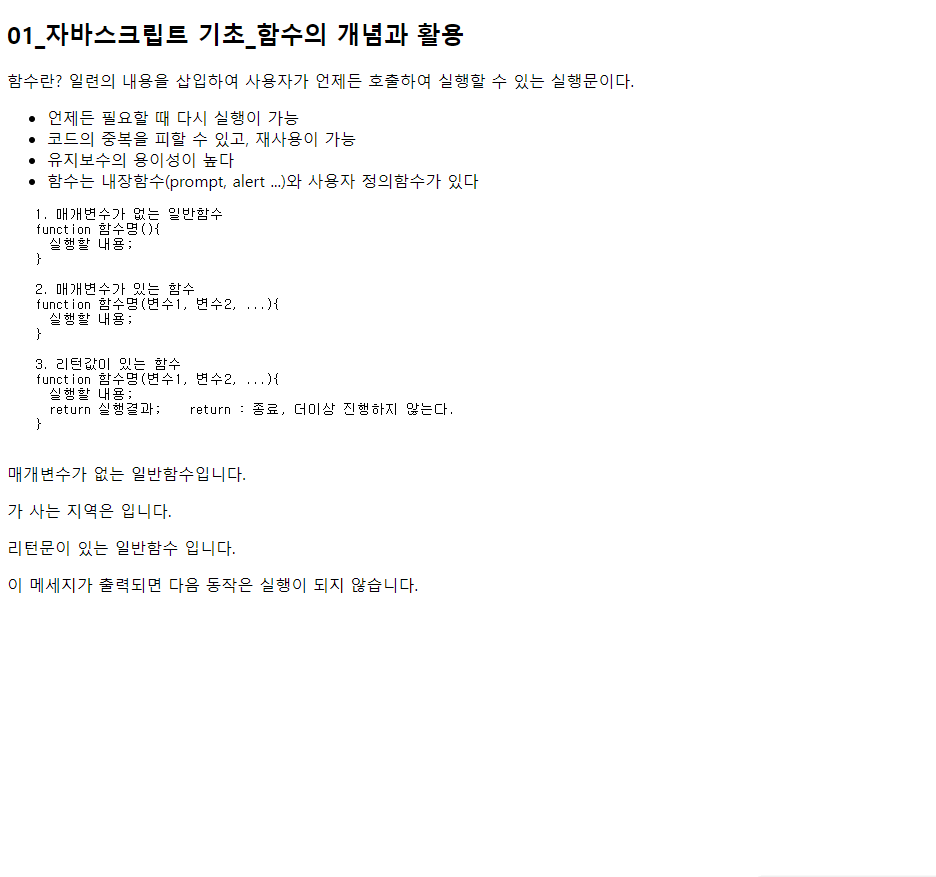 01_자바스크립트 기초_함수의 개념과 활용
함수란? 일련의 내용을 삽입하여 사용자가 언제든 호출하여 실행할 수 있는 실행문이다.
• 언제든 필요할 때 다시 실행이 가능
• 코드의 중복을 피할 수 있고, 재사용이 가능
• 유지보수의 용이성이 높다
• 함수는 내장함수(prompt, alert ...)와 사용자 정의함수가 있다
1. 매개변수가 없는 일반함수
function 함수명(){
실행할 내용;
}
2. 매개변수가 있는 함수
function 함수명(변수1, 변수2, ...){
실행할 내용;
}
3. 리턴값이 있는 함수
function 함수명(변수1, 변수2, ...){
실행할 내용;
return 실행결과;    return : 종료, 더이상 진행하지 않는다.
}
매개변수가 없는 일반함수입니다.
가 사는 지역은 입니다.
리턴문이 있는 일반함수 입니다.
이 메세지가 출력되면 다음 동작은 실행이 되지 않습니다.